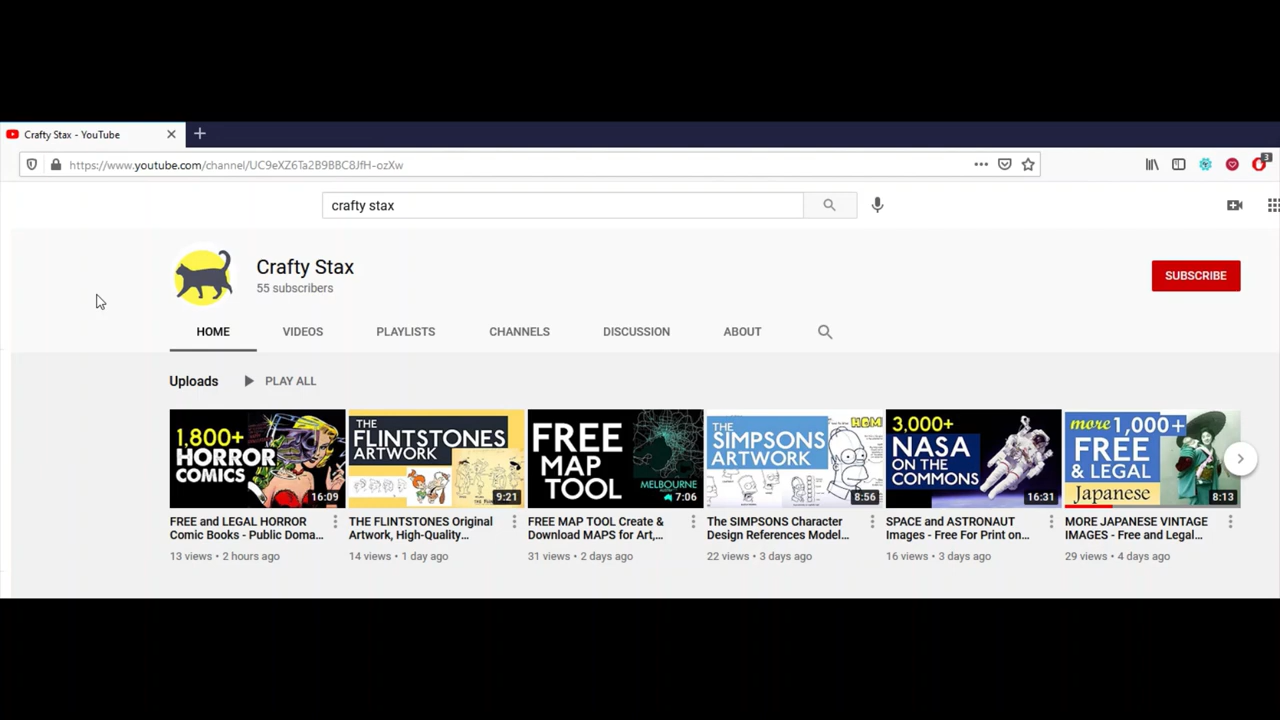 Crafty Stax - YouTube
https://www.youtube.com/channel/UC9eXZ6Ta2B9BBC8JfH-ozXw
3
crafty stax
Crafty Stax
55 subscribers
SUBSCRIBE
HOME VIDEOS PLAYLISTS CHANNELS DISCUSSION ABOUT
Uploads PLAY ALL
1,800+
HORROR
COMICS
16:09
THE
FLINTSTONES
ARTWORK
9:21
FREE
MAP
TOOL
MELBOURNE
7:06
THE
SIMPSONS
ARTWORK
HOM
8:56
3,000+
NASA
ON THE
COMMONS
16:31
more 1,000+
FREE
& LEGAL
Japanese
8:13
FREE and LEGAL HORROR
Comic Books - Public Doma...
13 views • 2 hours ago
THE FLINTSTONES Original
Artwork, High-Quality...
14 views • 1 day ago
FREE MAP TOOL Create &
Download MAPS for Art,...
31 views • 2 days ago
The SIMPSONS Character
Design References Model...
22 views • 3 days ago
SPACE and ASTRONAUT
Images - Free For Print on...
16 views • 3 days ago
MORE JAPANESE VINTAGE
IMAGES - Free and Legal...
29 views • 4 days ago